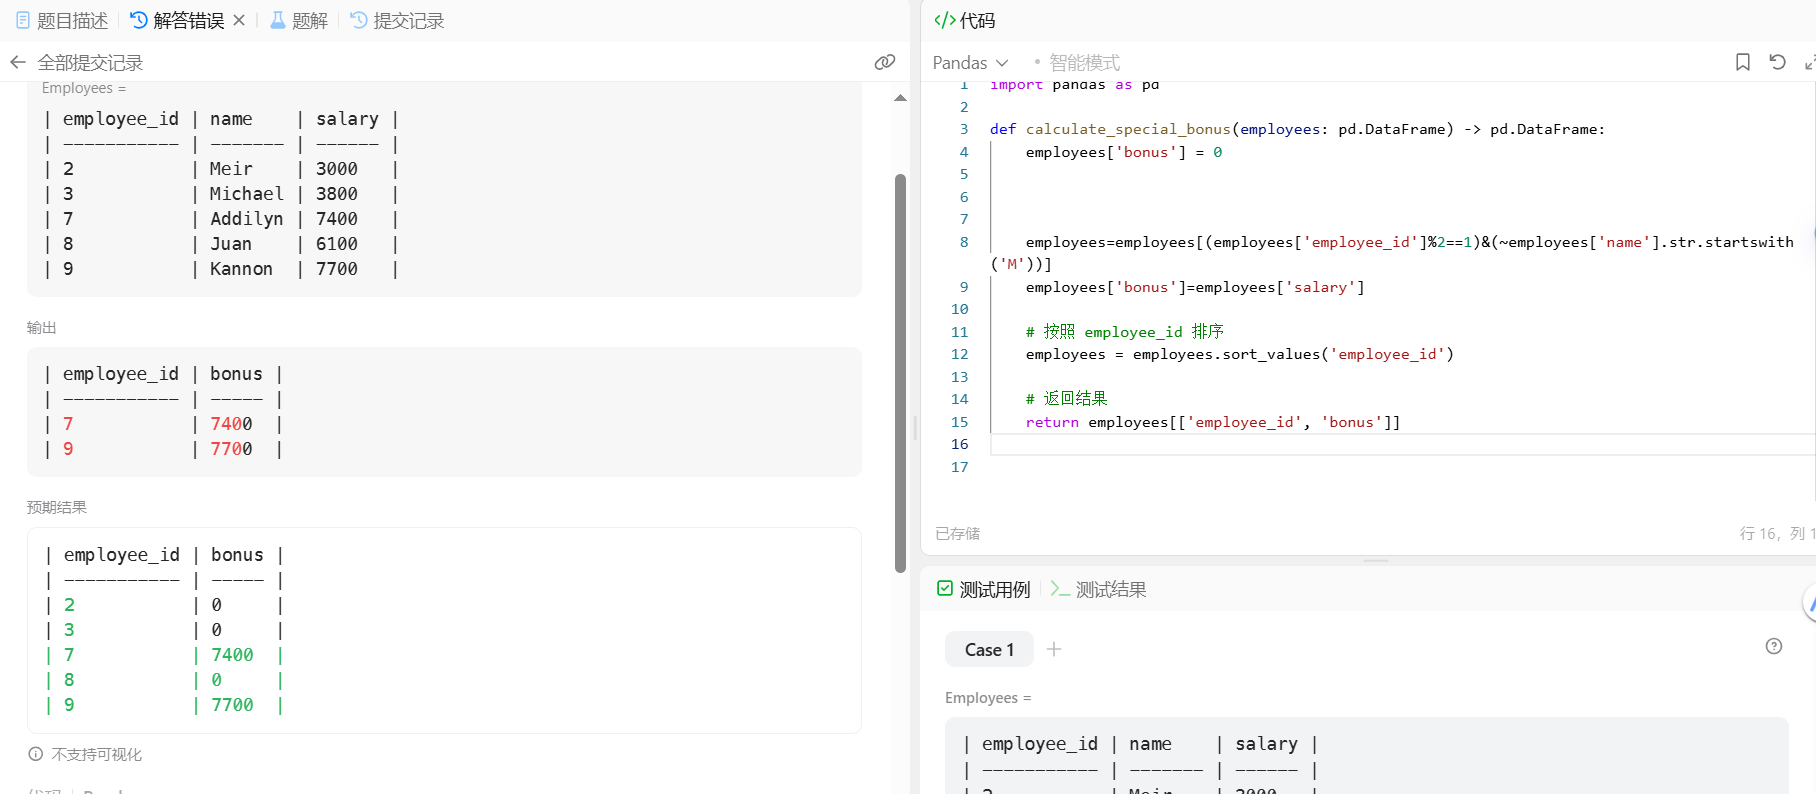 题目描述 解答错误 题解 提交记录
全部提交记录
Employees =
| employee_id | name    | salary |
| ----------- | ------- | ------ |
| 2           | Meir    | 3000   |
| 3           | Michael | 3800   |
| 7           | Addilyn | 7400   |
| 8           | Juan    | 6100   |
| 9           | Kannon  | 7700   |
输出
| employee_id | bonus |
| ----------- | ----- |
| 7           | 7400  |
| 9           | 7700  |
预期结果
| employee_id | bonus |
| ----------- | ----- |
| 2           | 0     |
| 3           | 0     |
| 7           | 7400  |
| 8           | 0     |
| 9           | 7700  |
不支持可视化
代码
</> 代码
Pandas • 智能模式
1 import pandas as pd
2
3 def calculate_special_bonus(employees: pd.DataFrame) -> pd.DataFrame:
4     employees['bonus'] = 0
5
6
7
8     employees=employees[(employees['employee_id']%2==1)&(~employees['name'].str.startswith
('M'))]
9     employees['bonus']=employees['salary']
10
11     # 按照 employee_id 排序
12     employees = employees.sort_values('employee_id')
13
14     # 返回结果
15     return employees[['employee_id', 'bonus']]
16
17
已存储 行 16, 列 1
测试用例 测试结果
Case 1 +
Employees =
| employee_id | name    | salary |
| ----------- | ------- | ------ |
| 2           | Meir    | 3000   |